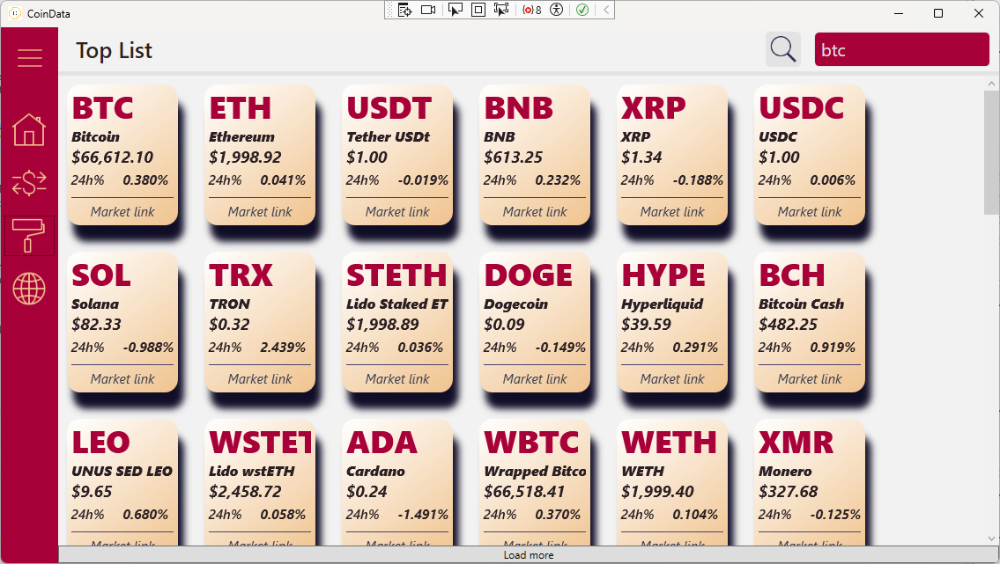 CoinData
8
Top List
btc
BTC ETH USDT BNB XRP USDC
Bitcoin Ethereum Tether USDt BNB XRP USDC
$66,612.10 $1,998.92 $1.00 $613.25 $1.34 $1.00
24h% 0.380% 24h% 0.041% 24h% -0.019% 24h% 0.232% 24h% -0.188% 24h% 0.006%
Market link Market link Market link Market link Market link Market link
SOL TRX STETH DOGE HYPE BCH
Solana TRON Lido Staked ET Dogecoin Hyperliquid Bitcoin Cash
$82.33 $0.32 $1,998.89 $0.09 $39.59 $482.25
24h% -0.988% 24h% 2.439% 24h% 0.036% 24h% -0.149% 24h% 0.291% 24h% 0.919%
Market link Market link Market link Market link Market link Market link
LEO WSTET ADA WBTC WETH XMR
UNUS SED LEO Lido wstETH Cardano Wrapped Bitco WETH Monero
$9.65 $2,458.72 $0.24 $66,518.41 $1,999.40 $327.68
24h% 0.680% 24h% 0.058% 24h% -1.491% 24h% 0.370% 24h% 0.104% 24h% -0.125%
Market link Market link Market link Market link Market link Market link
Load more